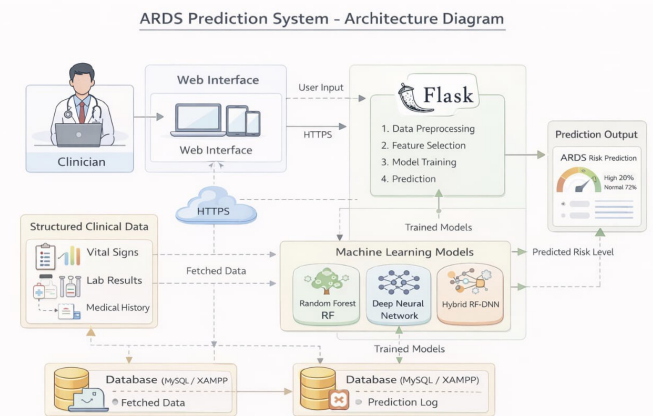 ARDS Prediction System - Architecture Diagram
Clinician
Web Interface
Web Interface
User Input
HTTPS
Flask
1. Data Preprocessing
2. Feature Selection
3. Model Training
4. Prediction
Prediction Output
ARDS Risk Prediction
High 20%
Normal 72%
HTTPS
Trained Models
Structured Clinical Data
Vital Signs
Lab Results
Medical History
Fetched Data
Machine Learning Models
Random Forest
RF
Deep Neural
Network
Hybrid RF-DNN
Predicted Risk Level
Trained Models
Database (MySQL / XAMPP
Fetched Data
Database (MySQL / XAMPP)
Prediction Log